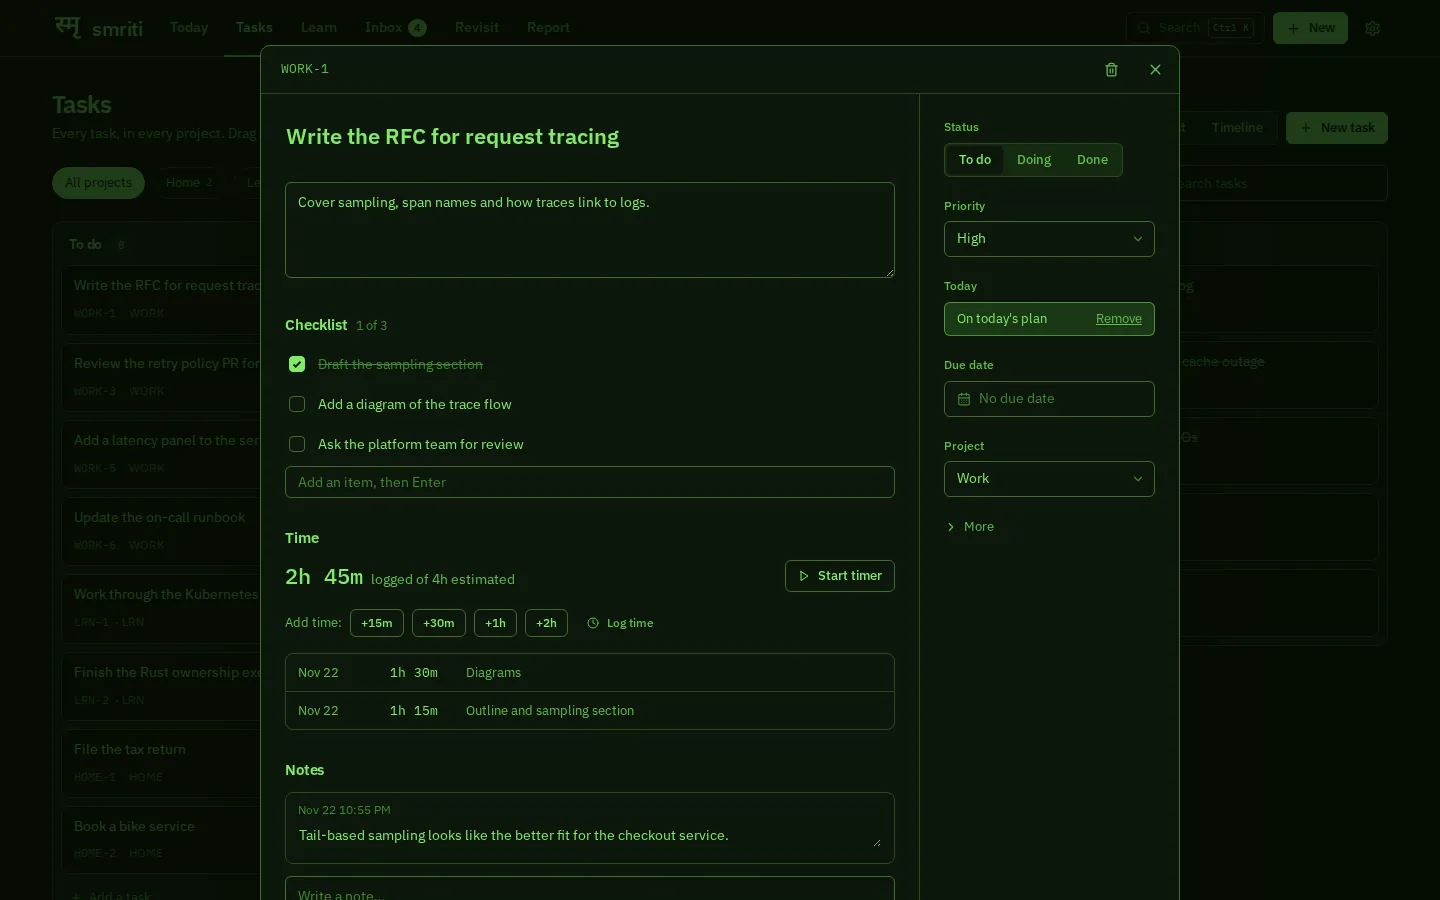 स्मृ smriti Today Tasks Learn Inbox 4 Revisit Report Search Ctrl K + New
WORK-1
Tasks
Every task, in every project. Drag
Timeline + New task
All projects Home 2 Le
search tasks
To do 6
Write the RFC for request trac
WORK-1 WORK
Review the retry policy PR for
WORK-3 WORK
Add a latency panel to the ser
WORK-5 WORK
Update the on-call runbook
WORK-6 WORK
Work through the Kubernetes
LRN-1 · LRN
Finish the Rust ownership exe
LRN-2 · LRN
File the tax return
HOME-1 HOME
Book a bike service
HOME-2 HOME
+ Add a task
Write the RFC for request tracing
Cover sampling, span names and how traces link to logs.
Checklist 1 of 3
Draft the sampling section
Add a diagram of the trace flow
Ask the platform team for review
Add an item, then Enter
Time
2h 45m logged of 4h estimated Start timer
Add time: +15m +30m +1h +2h Log time
Nov 22 1h 30m Diagrams
Nov 22 1h 15m Outline and sampling section
Notes
Nov 22 10:55 PM
Tail-based sampling looks like the better fit for the checkout service.
Write a note...
Status
To do Doing Done
Priority
High
Today
On today's plan Remove
Due date
No due date
Project
Work
More
cache outage